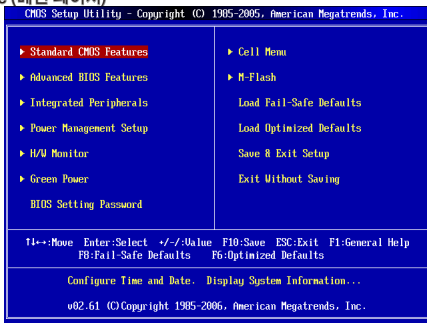 CMOS Setup Utility - Copyright (C) 1985-2005, American Megatrends, Inc.
▶ Standard CMOS Features
▶ Advanced BIOS Features
▶ Integrated Peripherals
▶ Power Management Setup
▶ H/W Monitor
▶ Green Power
BIOS Setting Password
▶ Cell Menu
▶ M-Flash
Load Fail-Safe Defaults
Load Optimized Defaults
Save & Exit Setup
Exit Without Saving
↑↓←→:Move Enter:Select +/-/:Value F10:Save ESC:Exit F1:General Help
F8:Fail-Safe Defaults F6:Optimized Defaults
Configure Time and Date. Display System Information...
v02.61 (C)Copyright 1985-2006, American Megatrends, Inc.